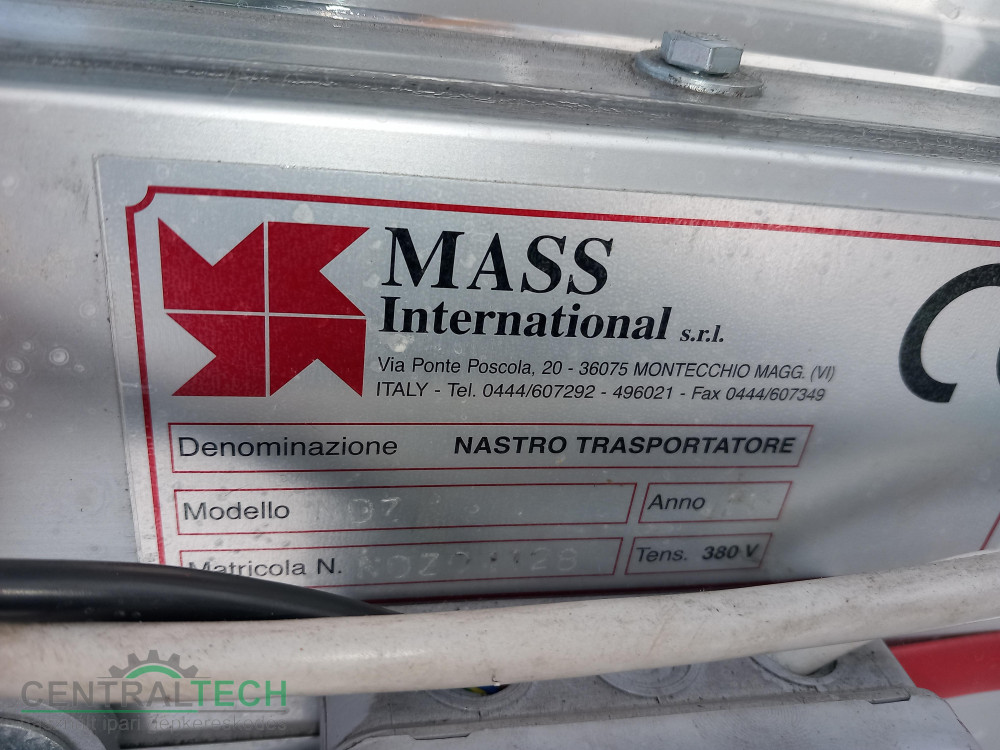 MASS
International s.r.l.
Via Ponte Poscola, 20 - 36075 MONTECCHIO MAGG. (VI)
ITALY - Tel. 0444/607292 - 496021 - Fax 0444/607349
Denominazione NASTRO TRASPORTATORE
Modello NDZ
Anno
Matricola N.
Tens. 380 V
CENTRALTECH